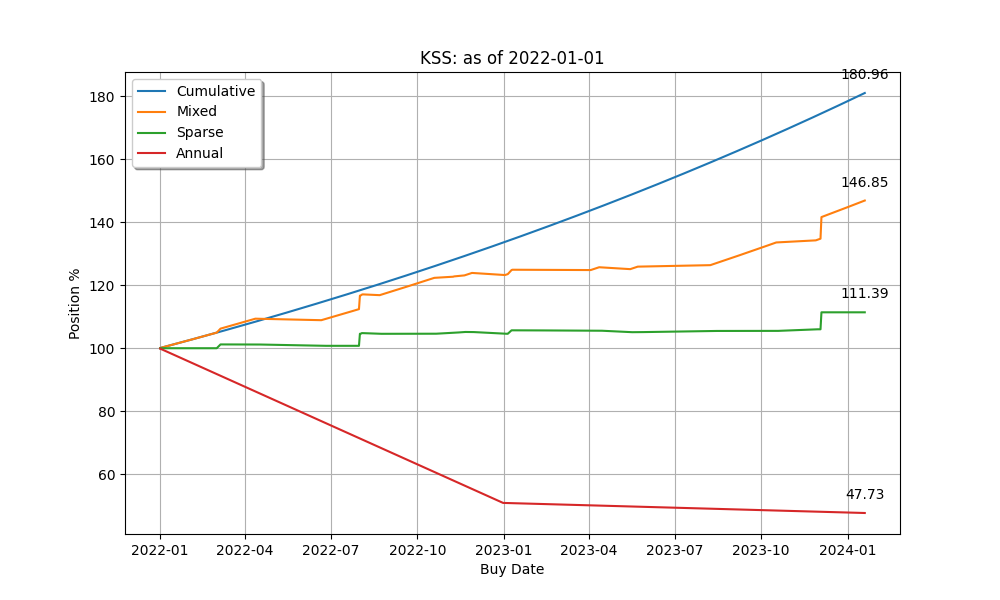 KSS: as of 2022-01-01
180.96
Cumulative
Mixed
Sparse
Annual
146.85
111.39
47.73
Position %
180
160
140
120
100
80
60
2022-01 2022-04 2022-07 2022-10 2023-01 2023-04 2023-07 2023-10 2024-01
Buy Date